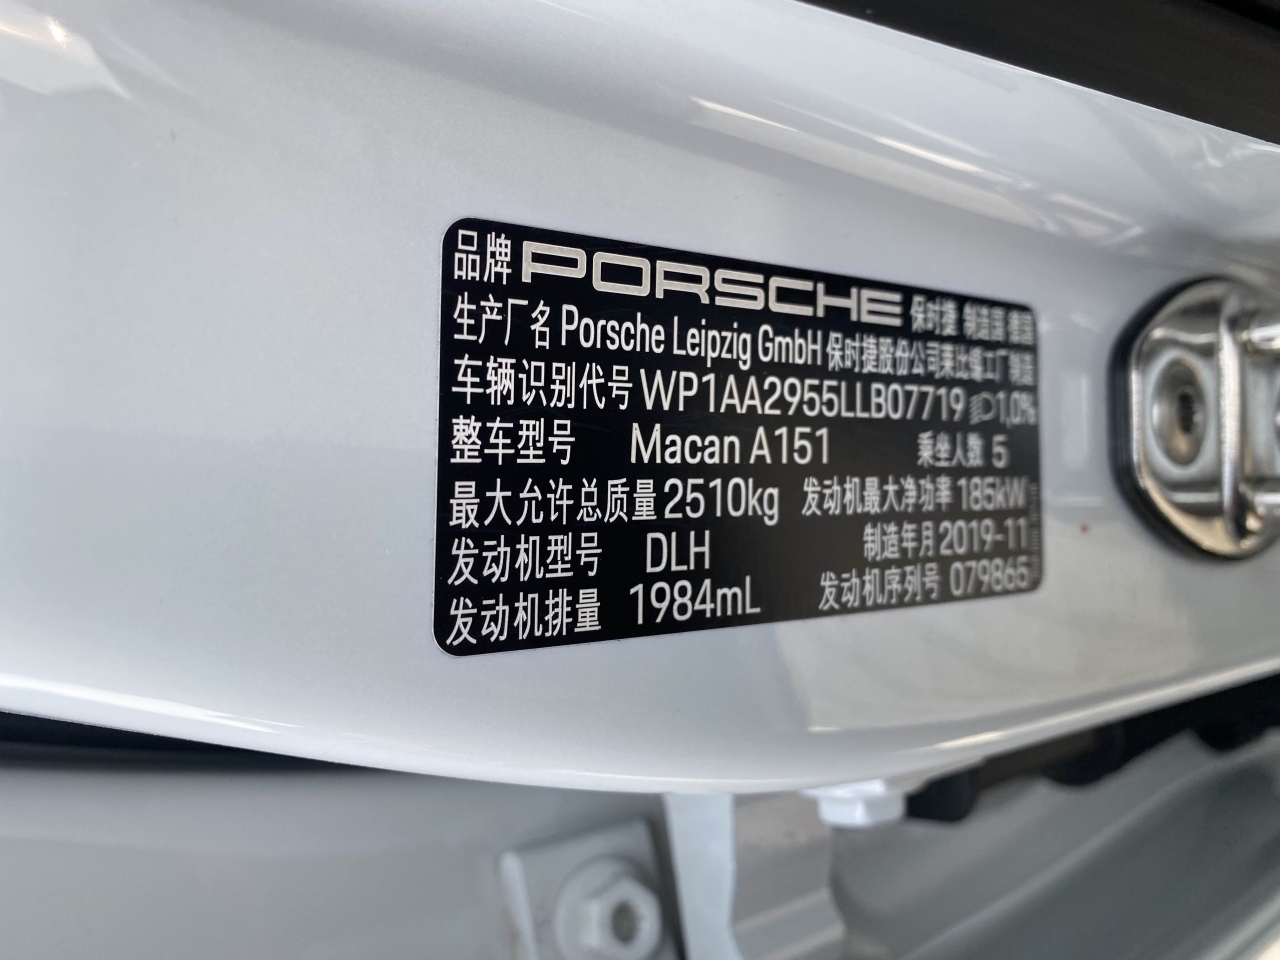 品牌 PORSCHE 保时捷 制造国 德国
生产厂名 Porsche Leipzig GmbH 保时捷股份公司莱比锡工厂制造
车辆识别代号 WP1AA2955LLB07719 1,0%
整车型号 Macan A151 乘坐人数 5
最大允许总质量 2510kg 发动机最大净功率 185kW
发动机型号 DLH 制造年月 2019-11
发动机排量 1984mL 发动机序列号 079865